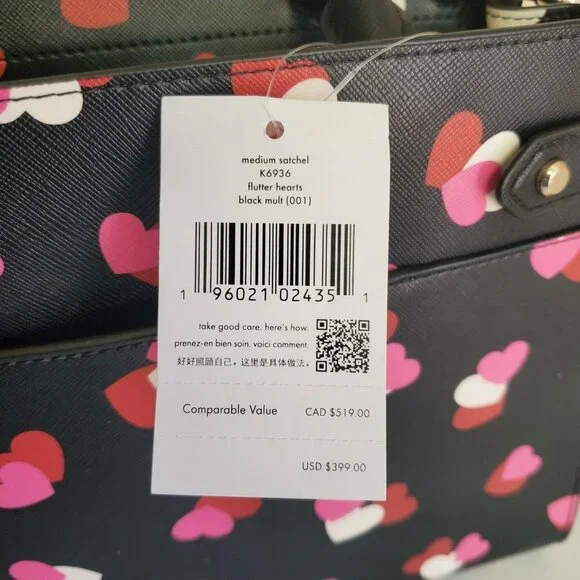 medium satchel
K6936
flutter hearts
black mult (001)
1 96021 02435 1
take good care. here's how.
prenez-en bien soin. voici comment.
好好照顧自己。这里是具体做法。
Comparable Value CAD $519.00
USD $399.00